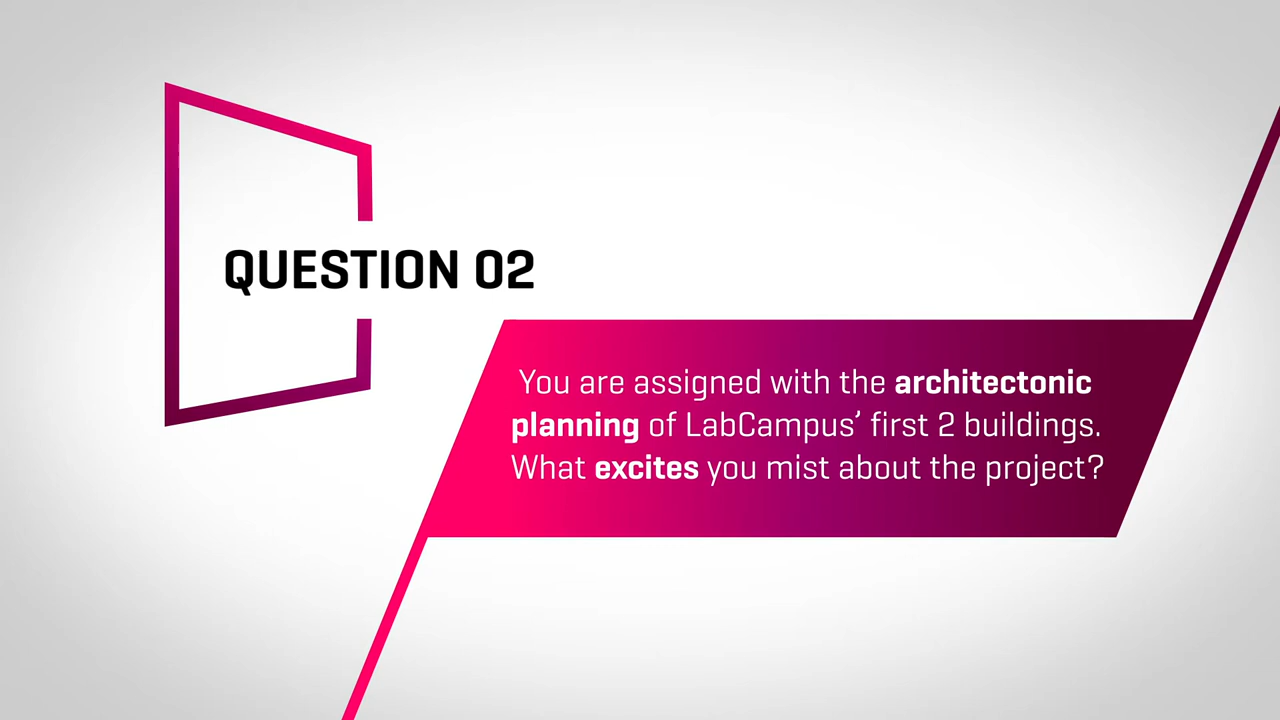 QUESTION 02
You are assigned with the architectonic
planning of LabCampus’ first 2 buildings.
What excites you mist about the project?